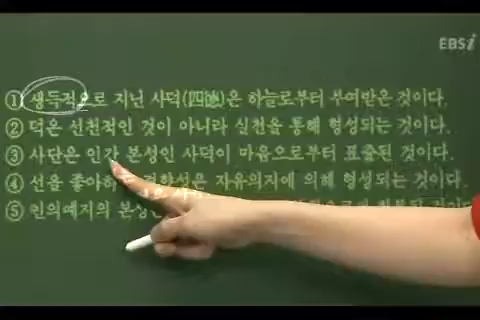 EBSi
① 생득적으로 지닌 사덕(四德)은 하늘로부터 부여받은 것이다.
② 덕은 선천적인 것이 아니라 실천을 통해 형성되는 것이다.
③ 사단은 인간 본성인 사덕이 마음으로부터 표출된 것이다.
④ 선을 좋아하는 경향성은 자유의지에 의해 형성되는 것이다.
⑤ 인의예지의 본성은